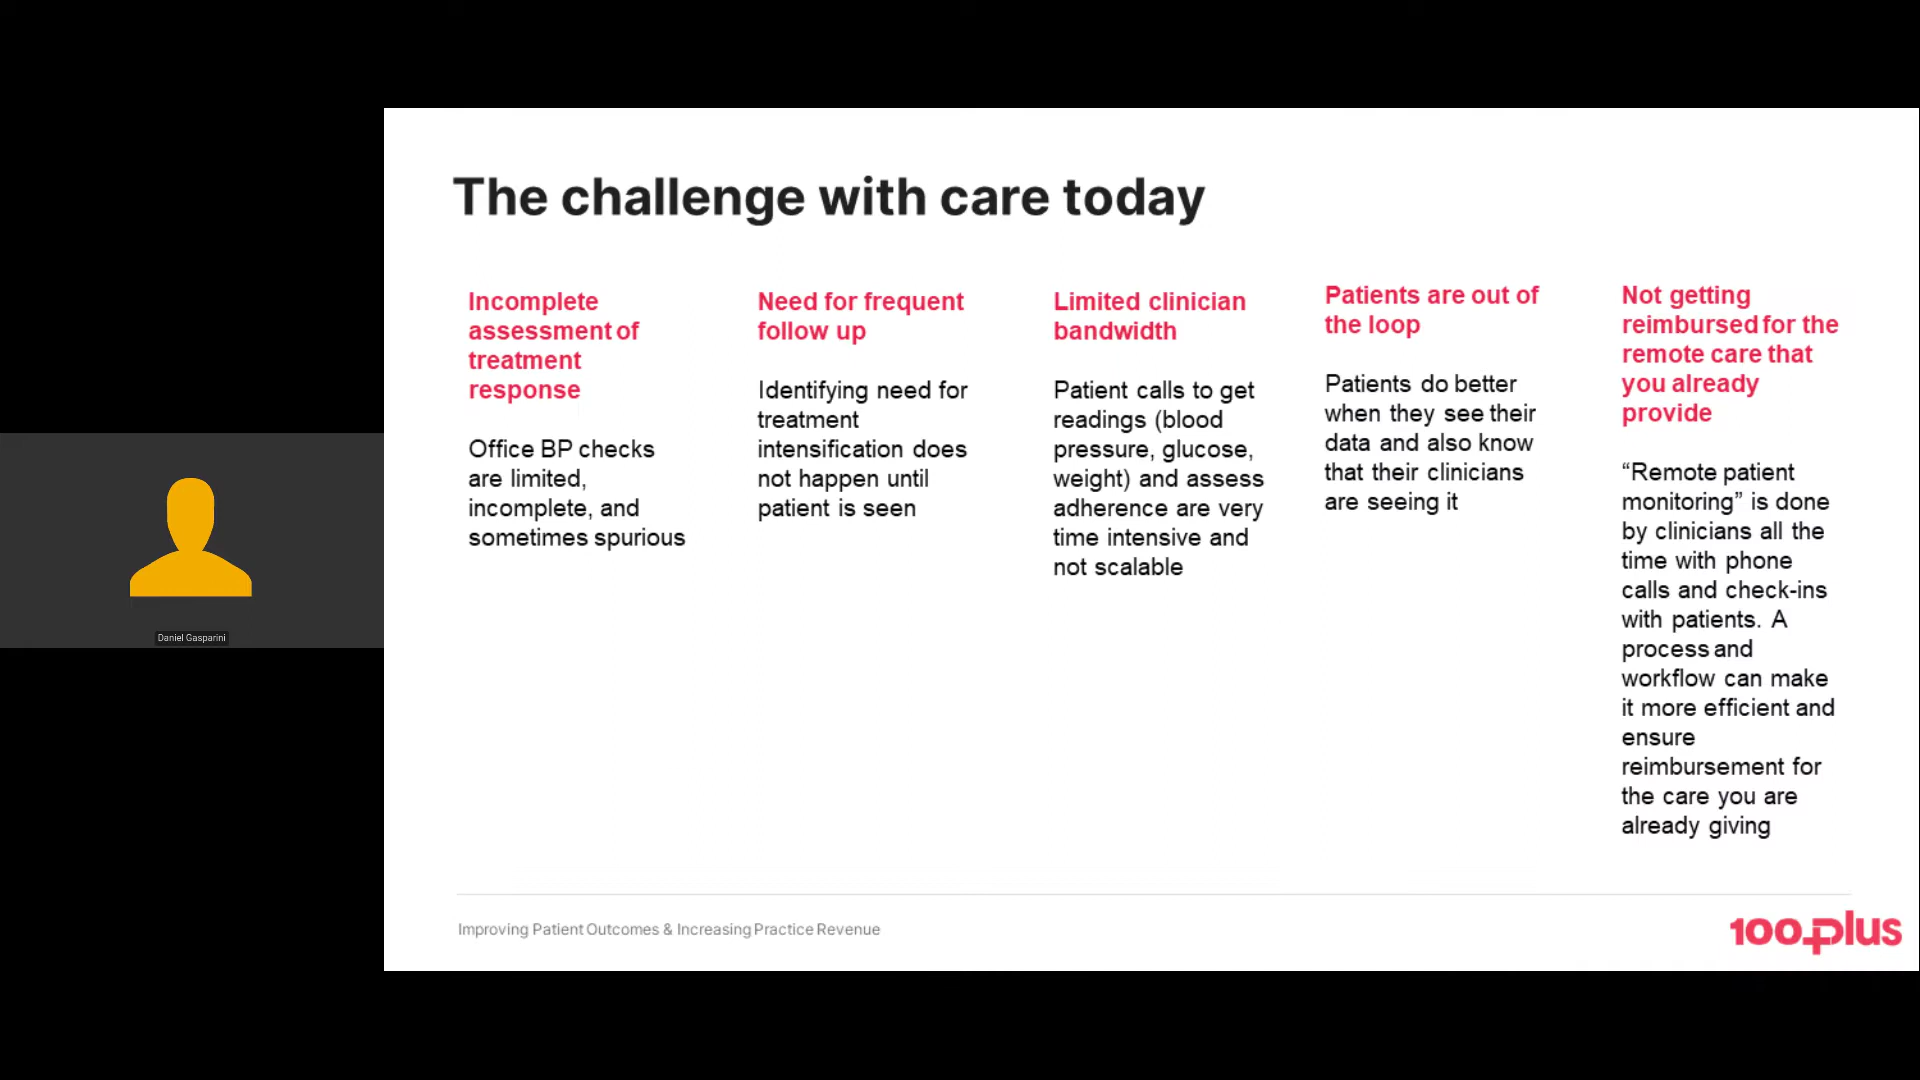 The challenge with care today
Incomplete
assessment of
treatment
response
Office BP checks
are limited,
incomplete, and
sometimes spurious
Need for frequent
follow up
Identifying need for
treatment
intensification does
not happen until
patient is seen
Limited clinician
bandwidth
Patient calls to get
readings (blood
pressure, glucose,
weight) and assess
adherence are very
time intensive and
not scalable
Patients are out of
the loop
Patients do better
when they see their
data and also know
that their clinicians
are seeing it
Not getting
reimbursed for the
remote care that
you already
provide
“Remote patient
monitoring” is done
by clinicians all the
time with phone
calls and check-ins
with patients. A
process and
workflow can make
it more efficient and
ensure
reimbursement for
the care you are
already giving
Daniel Gasparini
Improving Patient Outcomes & Increasing Practice Revenue
100plus